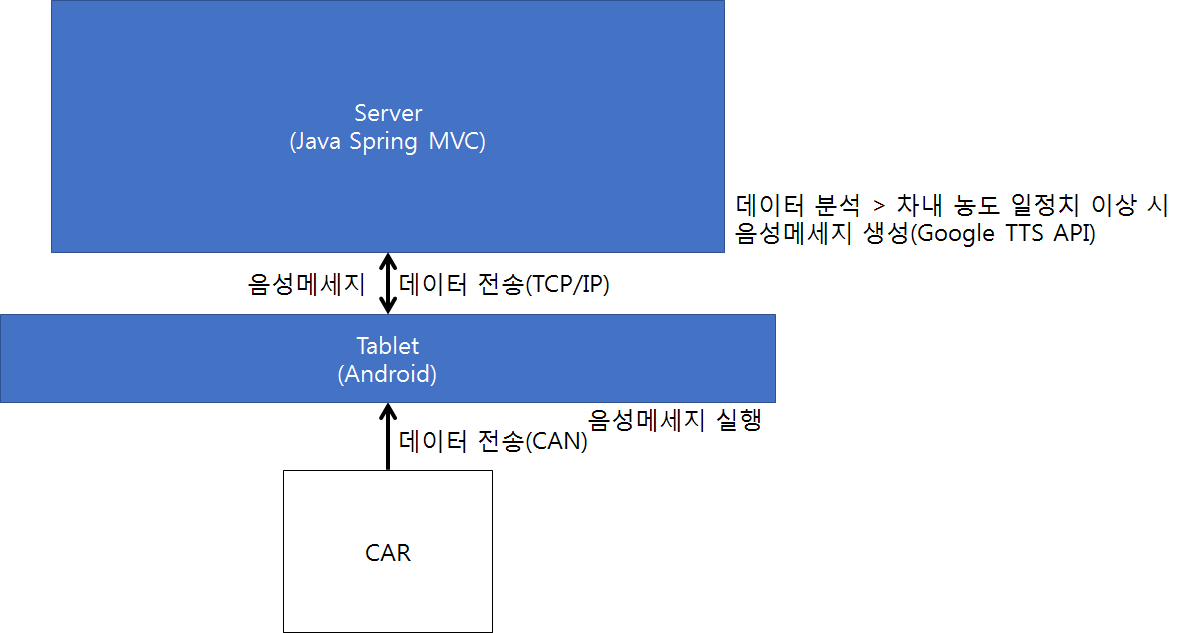 Server
(Java Spring MVC)
데이터 분석 > 차내 농도 일정치 이상 시
음성메세지 생성(Google TTS API)
음성메세지
데이터 전송(TCP/IP)
Tablet
(Android)
음성메세지 실행
데이터 전송(CAN)
CAR